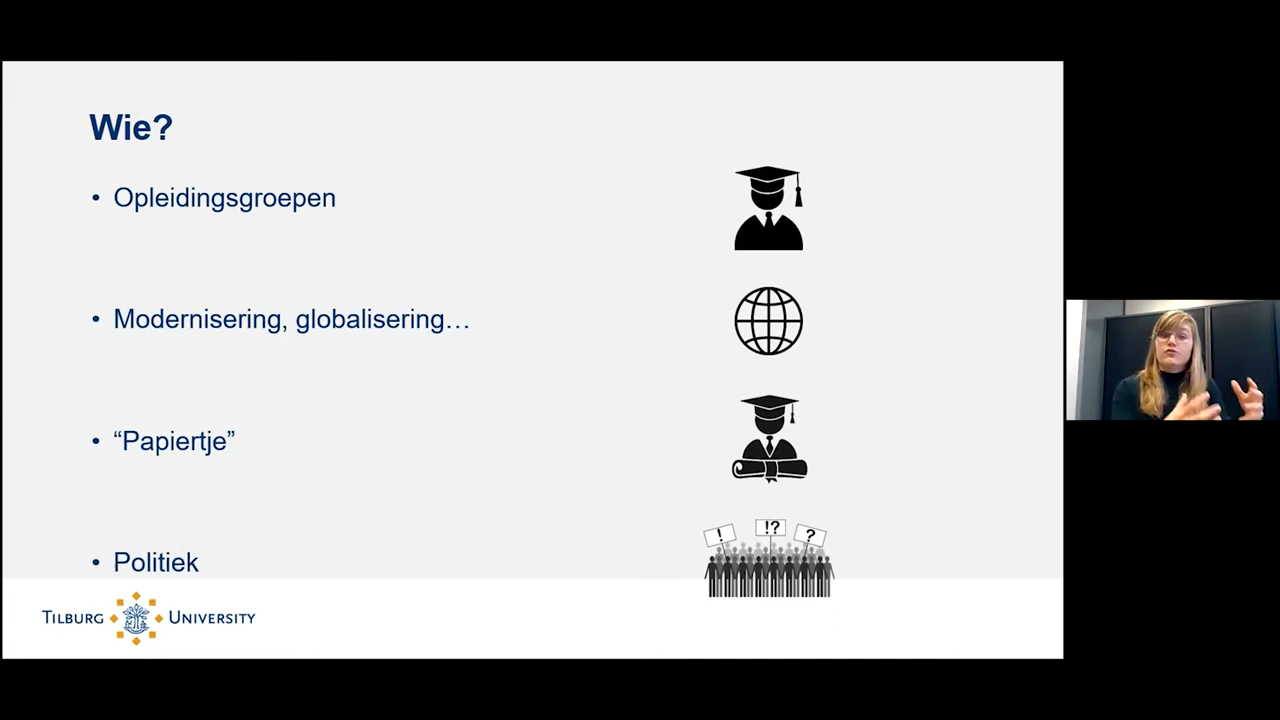 Wie?
• Opleidingsgroepen
• Modernisering, globalisering…
• “Papiertje”
• Politiek
! !? ?
TILBURG UNIVERSITY